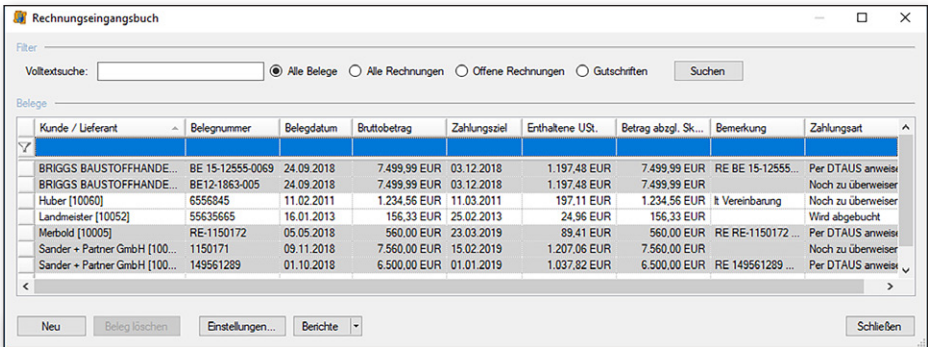 Rechnungseingangsbuch
Filter
Volltextsuche: Alle Belege Alle Rechnungen Offene Rechnungen Gutschriften Suchen
Belege
Kunde / Lieferant Belegnummer Belegdatum Bruttobetrag Zahlungsziel Enthaltene USt. Betrag abzgl. Sk... Bemerkung Zahlungsart
BRIGGS BAUSTOFFHANDE... BE 15-12555-0069 24.09.2018 7.499,99 EUR 03.12.2018 1.197,48 EUR 7.499,99 EUR RE BE 15-12555... Per DTAUS anweise
BRIGGS BAUSTOFFHANDE... BE12-1863-005 24.09.2018 7.499,99 EUR 03.12.2018 1.197,48 EUR 7.499,99 EUR Noch zu überweiser
Huber [10060] 6556845 11.02.2011 1.234,56 EUR 11.03.2011 197,11 EUR 1.234,56 EUR lt Vereinbarung
Landmeister [10052] 55635665 16.01.2013 156,33 EUR 25.02.2013 24,96 EUR 156,33 EUR Wird abgebucht
Merbold [10005] RE-1150172 05.05.2018 560,00 EUR 23.03.2019 89,41 EUR 560,00 EUR RE RE-1150172 ... Per DTAUS anweise
Sander + Partner GmbH [100... 1150171 09.11.2018 7.560,00 EUR 15.02.2019 1.207,06 EUR 7.560,00 EUR Noch zu überweiser
Sander + Partner GmbH [100... 149561289 01.10.2018 6.500,00 EUR 01.01.2019 1.037,82 EUR 6.500,00 EUR RE 149561289 ... Per DTAUS anweise
Neu Beleg löschen Einstellungen... Berichte Schließen